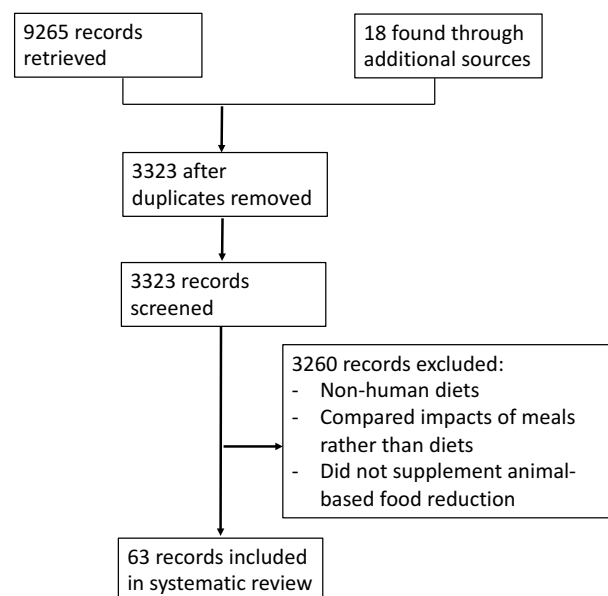 9265 records
retrieved
18 found through
additional sources
3323 after
duplicates removed
3323 records
screened
3260 records excluded:
- Non-human diets
- Compared impacts of meals
rather than diets
- Did not supplement animal-
based food reduction
63 records included
in systematic review